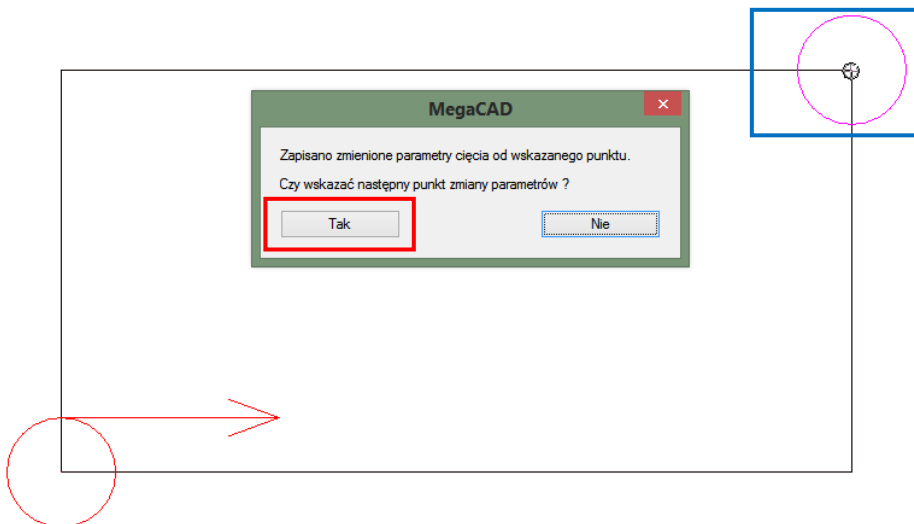 MegaCAD
Zapisano zmienione parametry cięcia od wskazanego punktu.
Czy wskazać następny punkt zmiany parametrów ?
Tak Nie